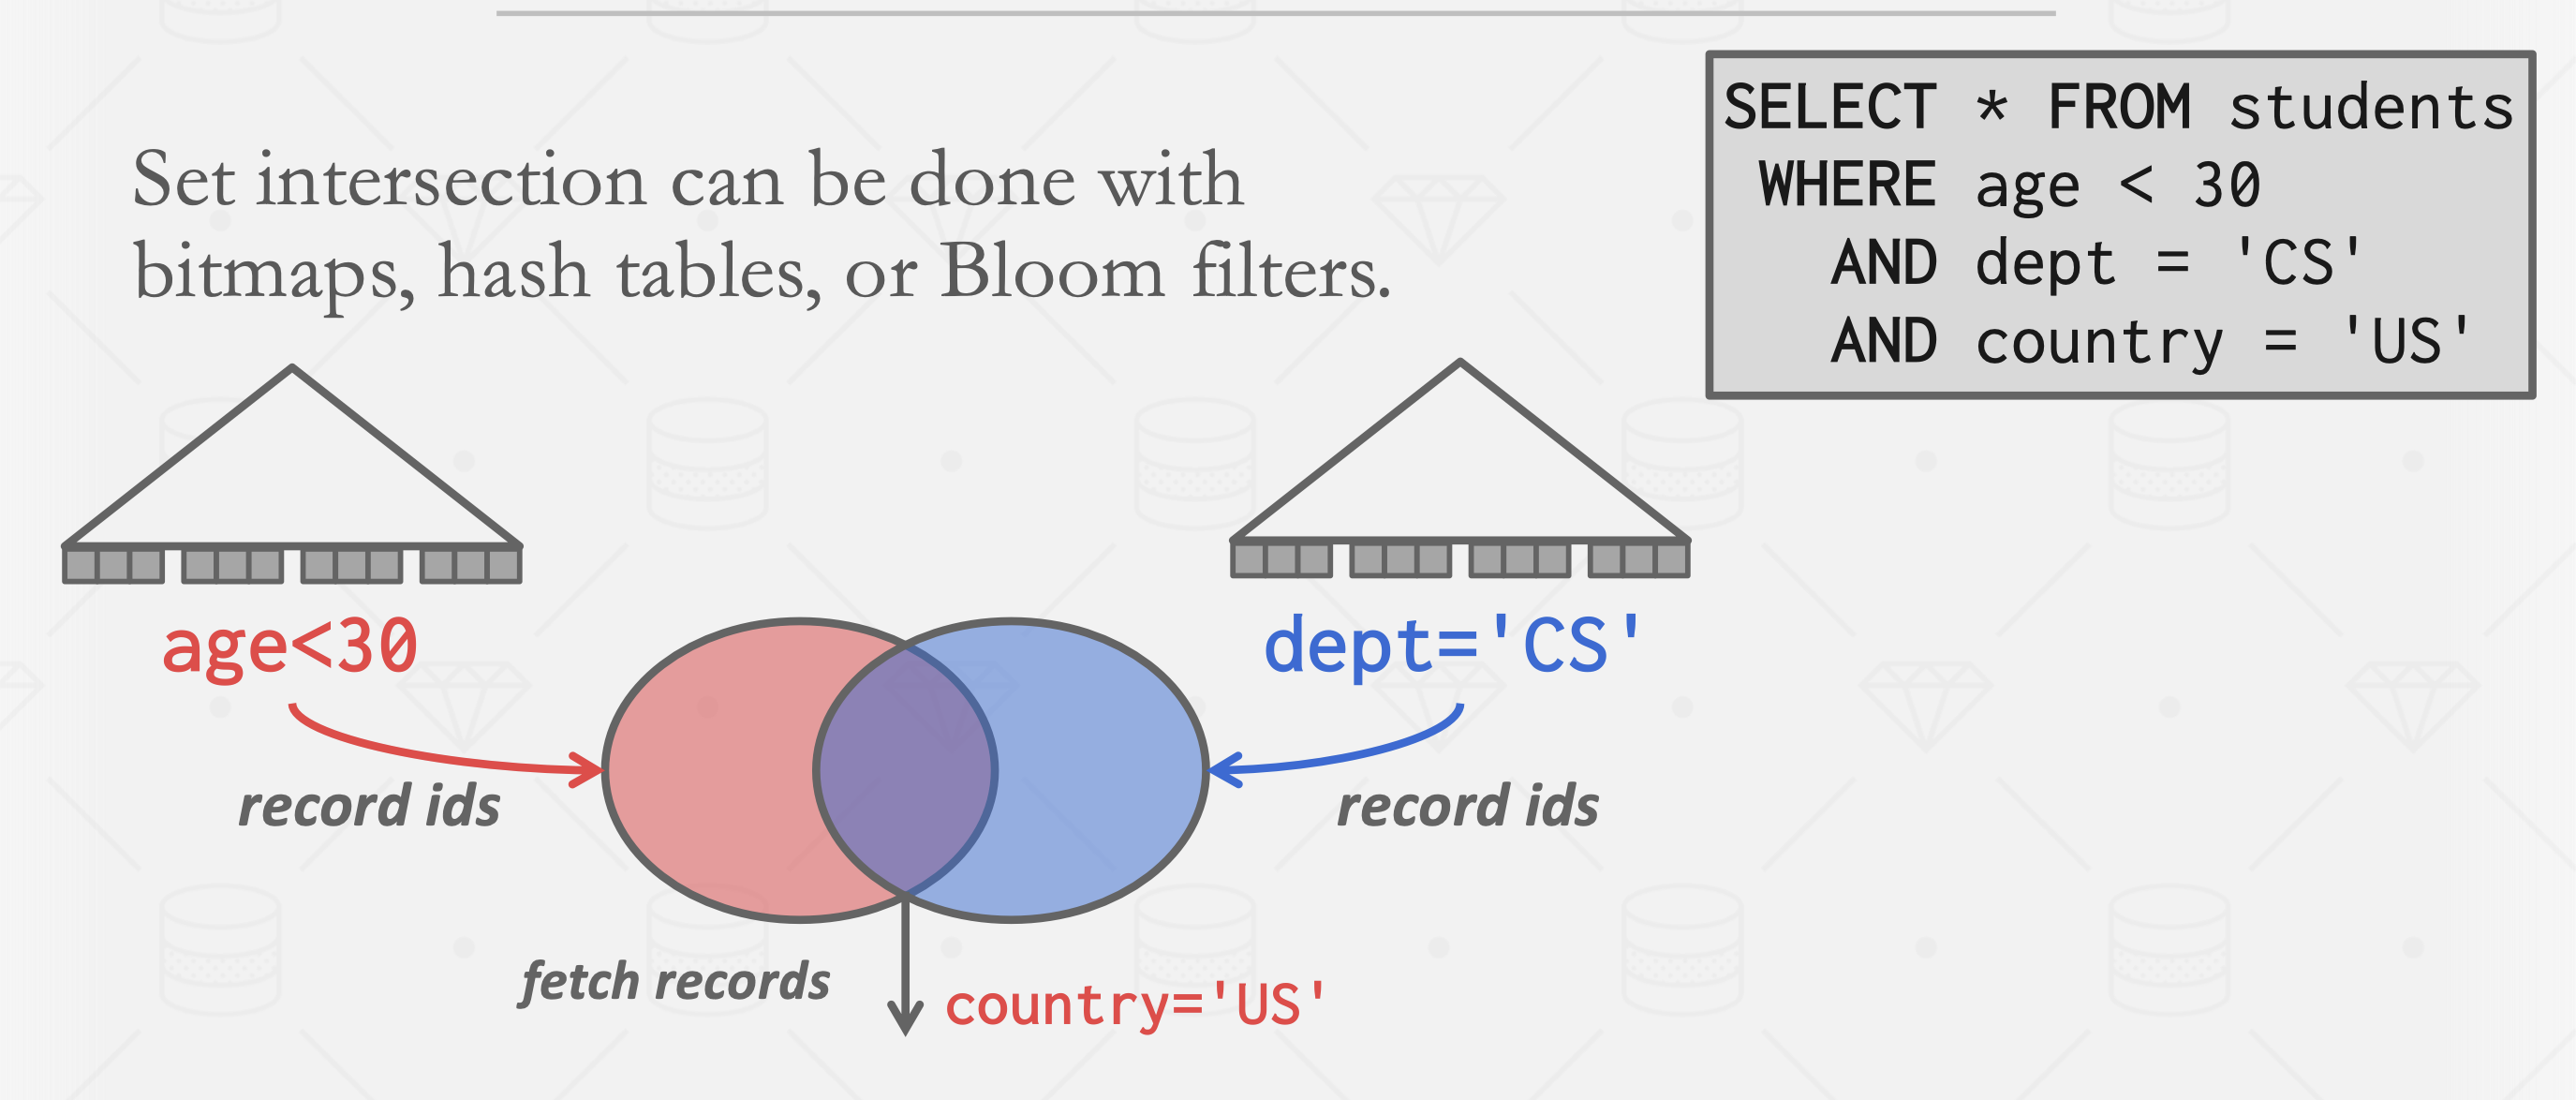 Set intersection can be done with
bitmaps, hash tables, or Bloom filters.
SELECT * FROM students
WHERE age < 30
AND dept = 'CS'
AND country = 'US'
age<30
dept='CS'
record ids
record ids
fetch records
country='US'